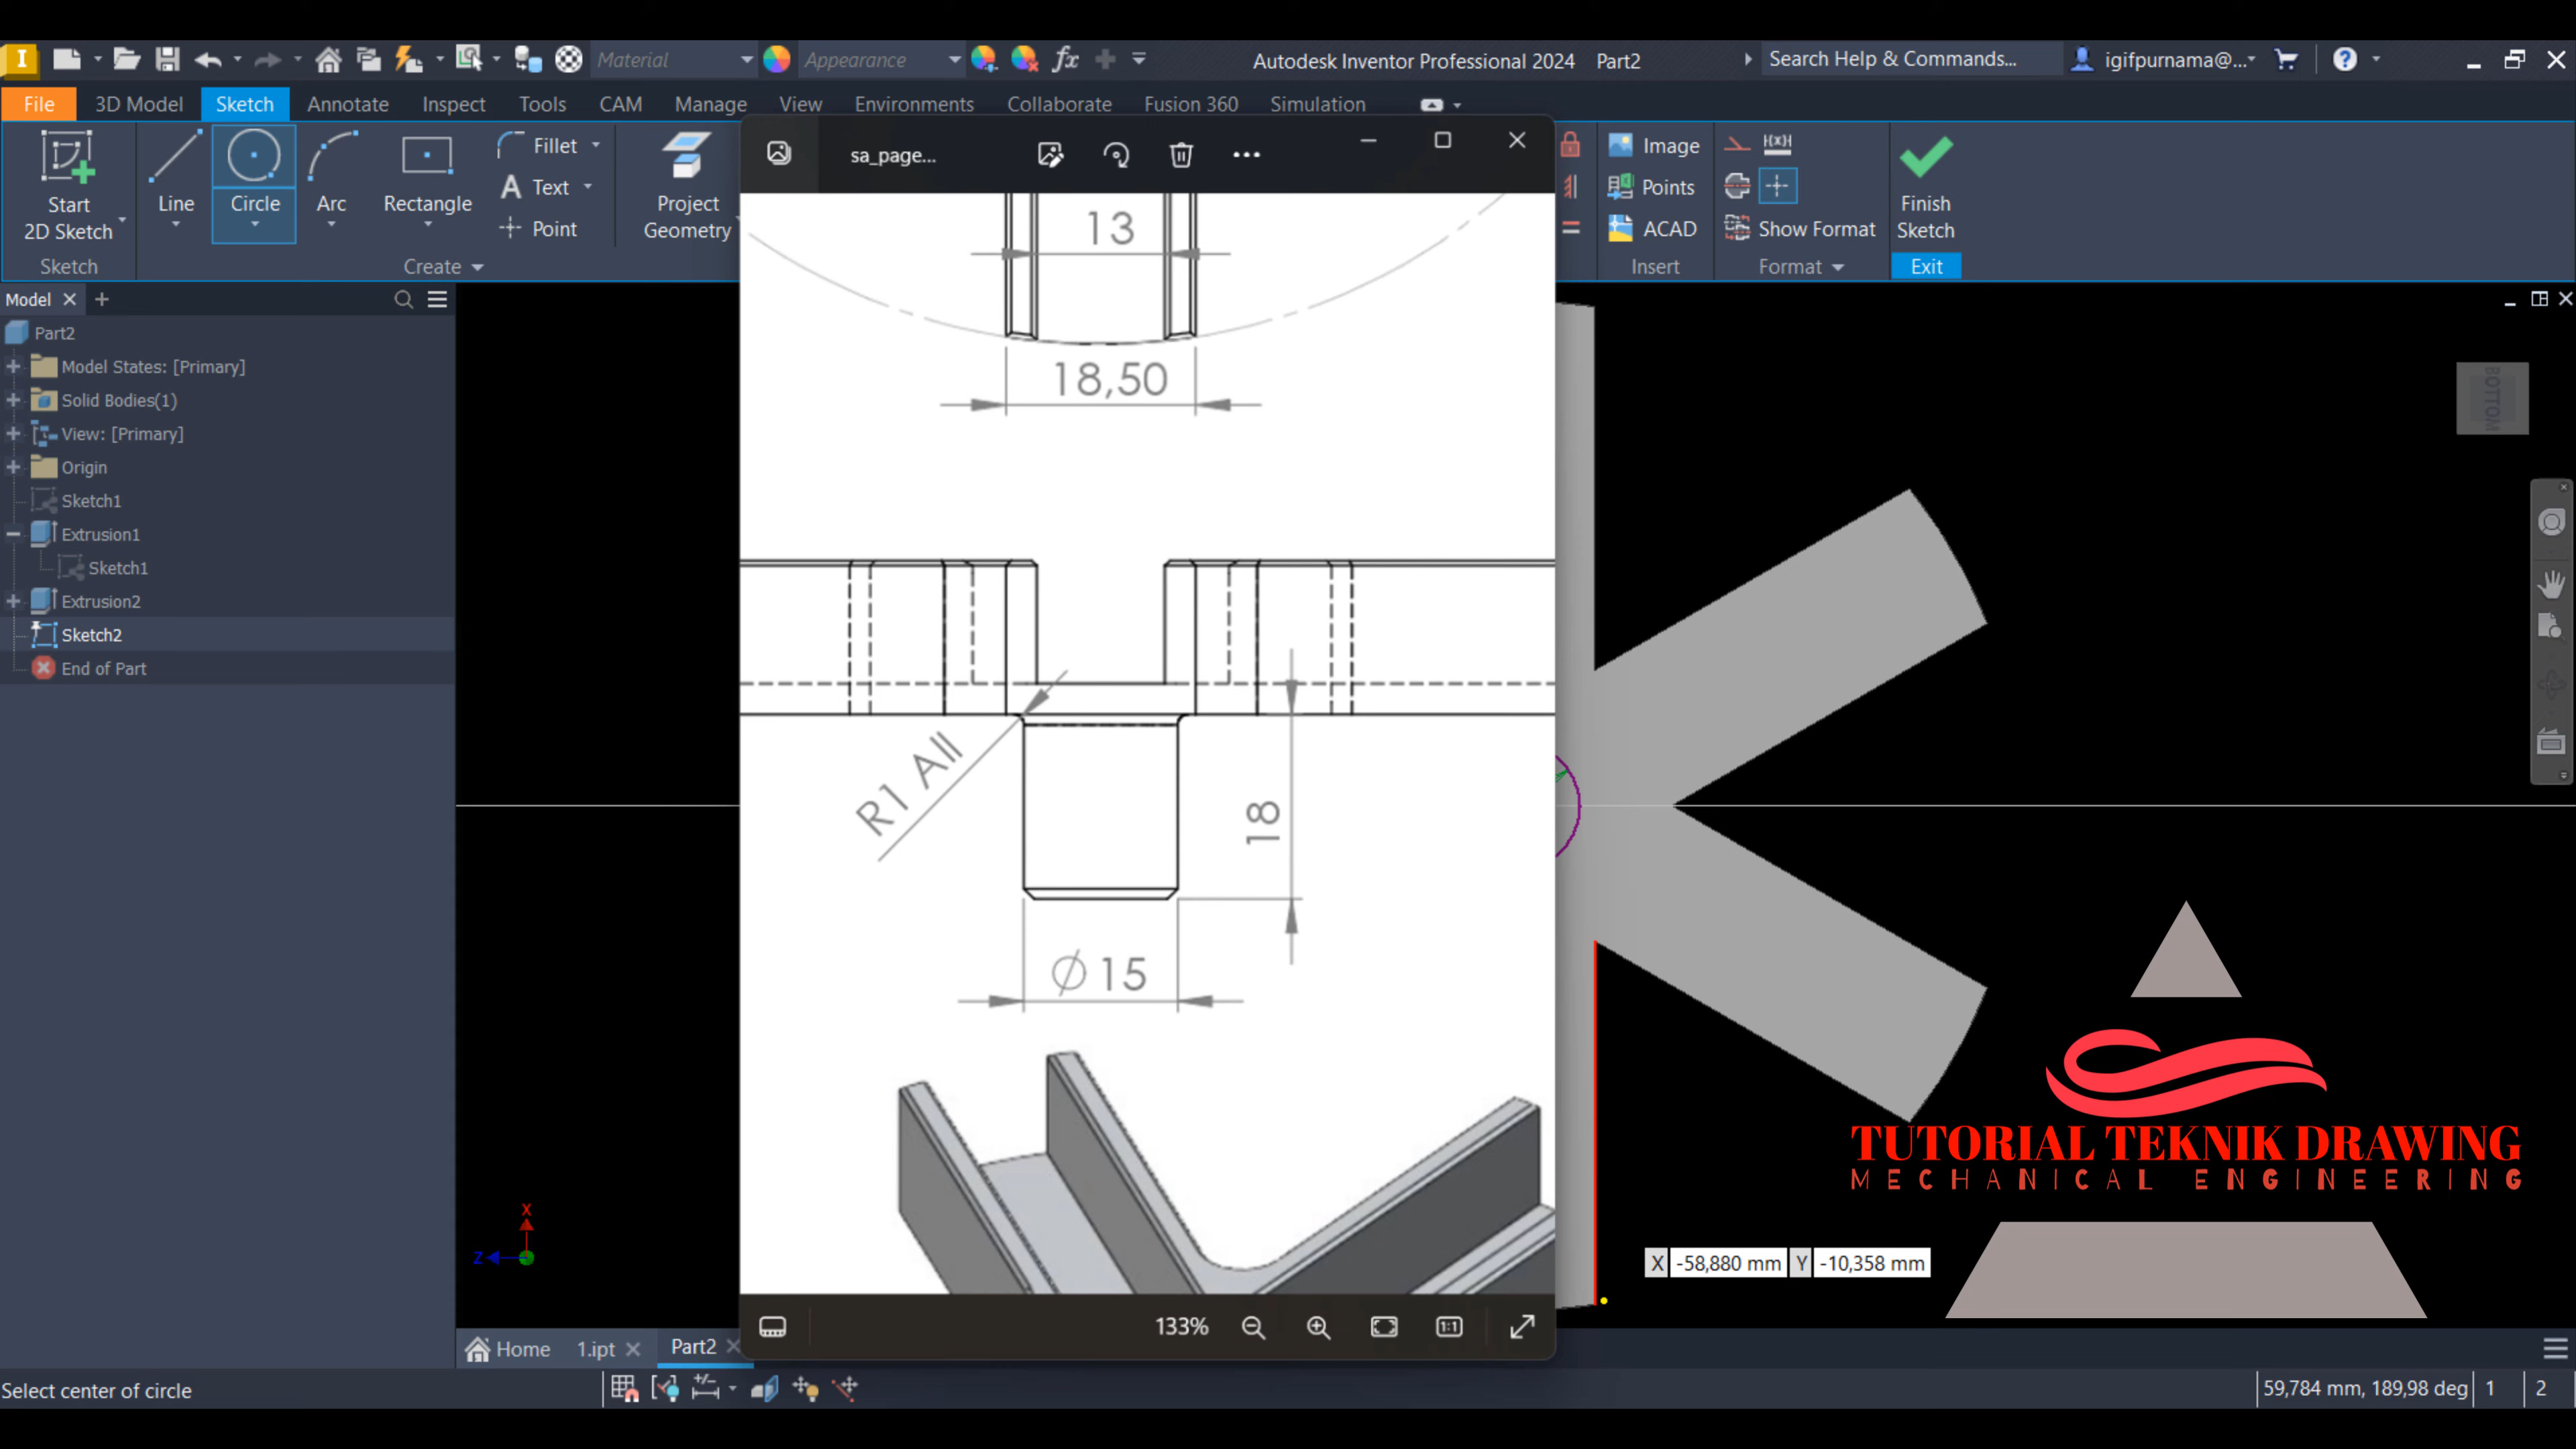 Material
Appearance
fx
Autodesk Inventor Professional 2024 Part2
Search Help & Commands...
igifpurnama@...
File 3D Model Sketch Annotate Inspect Tools CAM Manage View Environments Collaborate Fusion 360 Simulation
Start
2D Sketch
Line
Circle
Arc
Rectangle
Fillet
Text
Point
Project
Geometry
Sketch
Create
sa_page...
Image
Points
ACAD
Insert
Show Format
Format
Finish
Sketch
Exit
Model
Part2
Model States: [Primary]
Solid Bodies(1)
View: [Primary]
Origin
Sketch1
Extrusion1
Sketch1
Extrusion2
Sketch2
End of Part
13
18,50
R1 All
18
Ø 15
BOTTOM
TUTORIAL TEKNIK DRAWING
MECHANICAL ENGINEERING
X -58,880 mm Y -10,358 mm
X
Z
133%
1:1
Home 1.ipt Part2
Select center of circle
59,784 mm, 189,98 deg 1 2